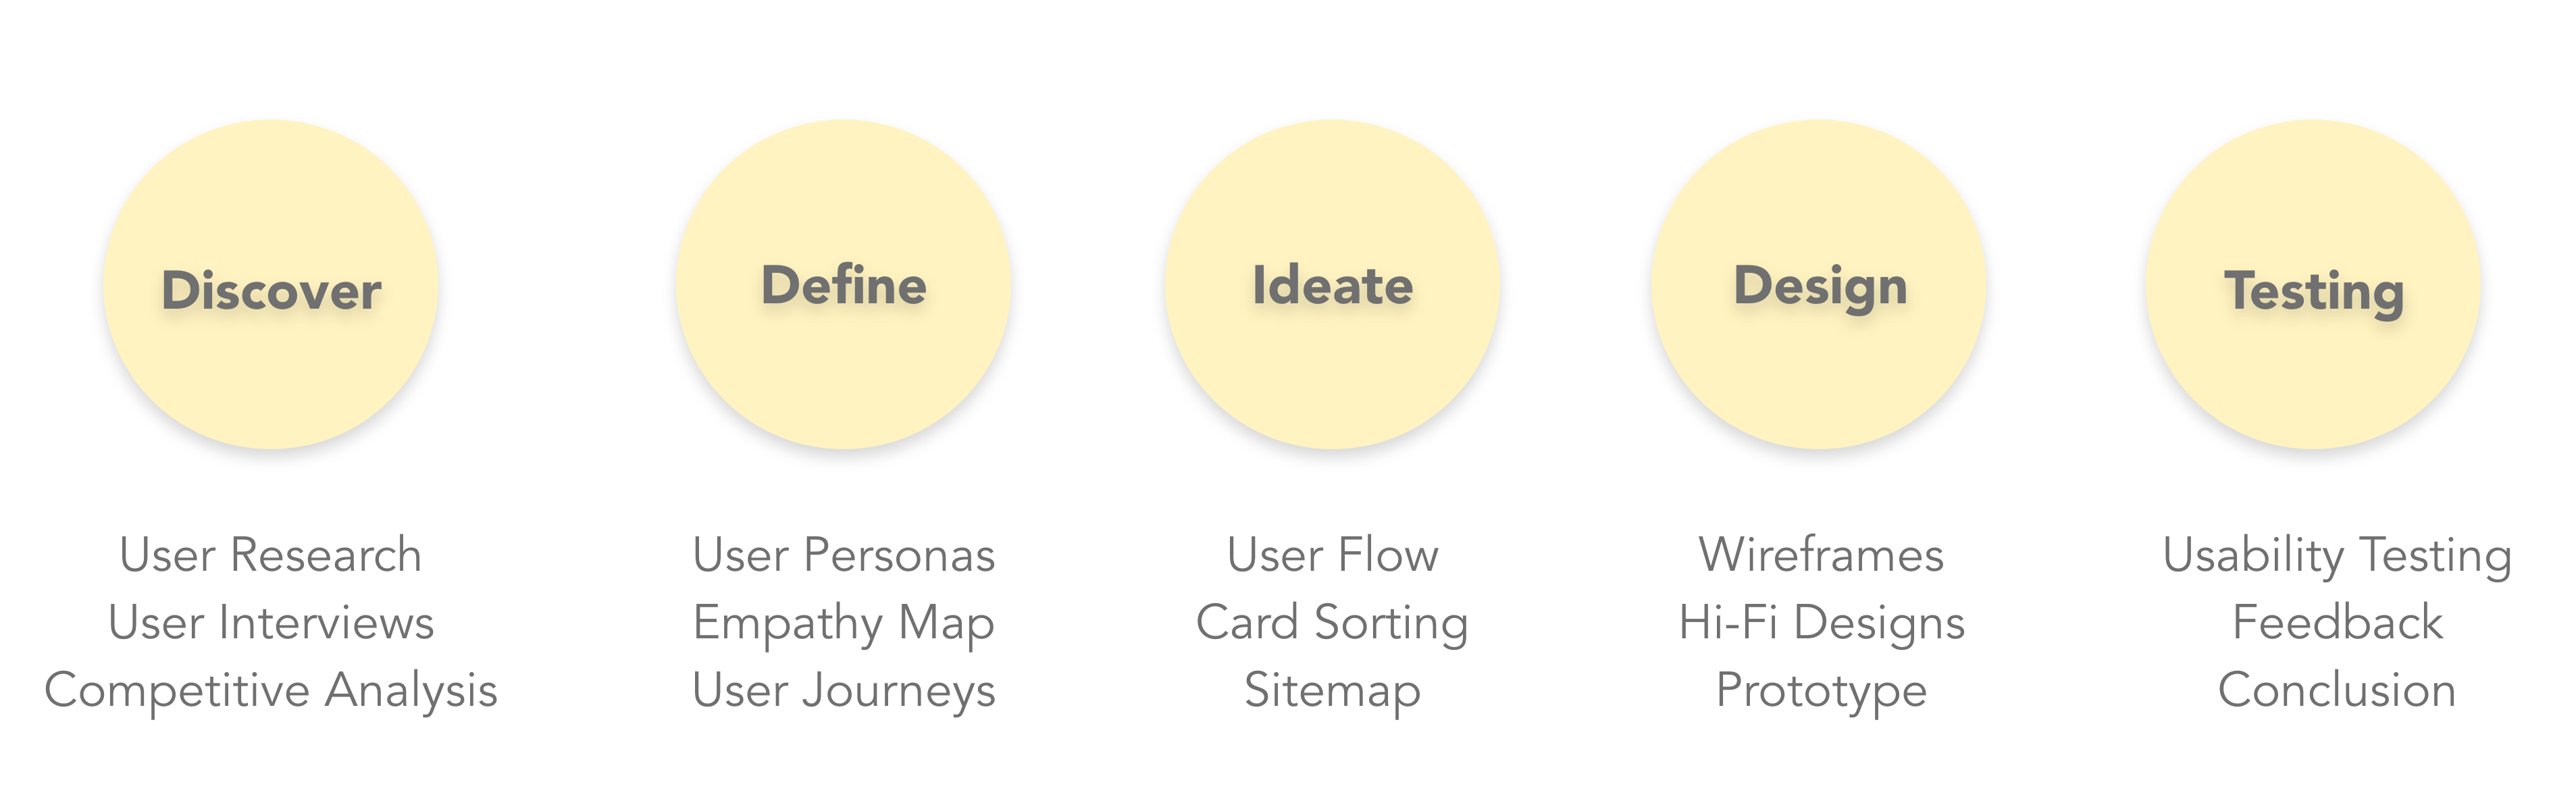 Discover
User Research
User Interviews
Competitive Analysis
Define
User Personas
Empathy Map
User Journeys
Ideate
User Flow
Card Sorting
Sitemap
Design
Wireframes
Hi-Fi Designs
Prototype
Testing
Usability Testing
Feedback
Conclusion